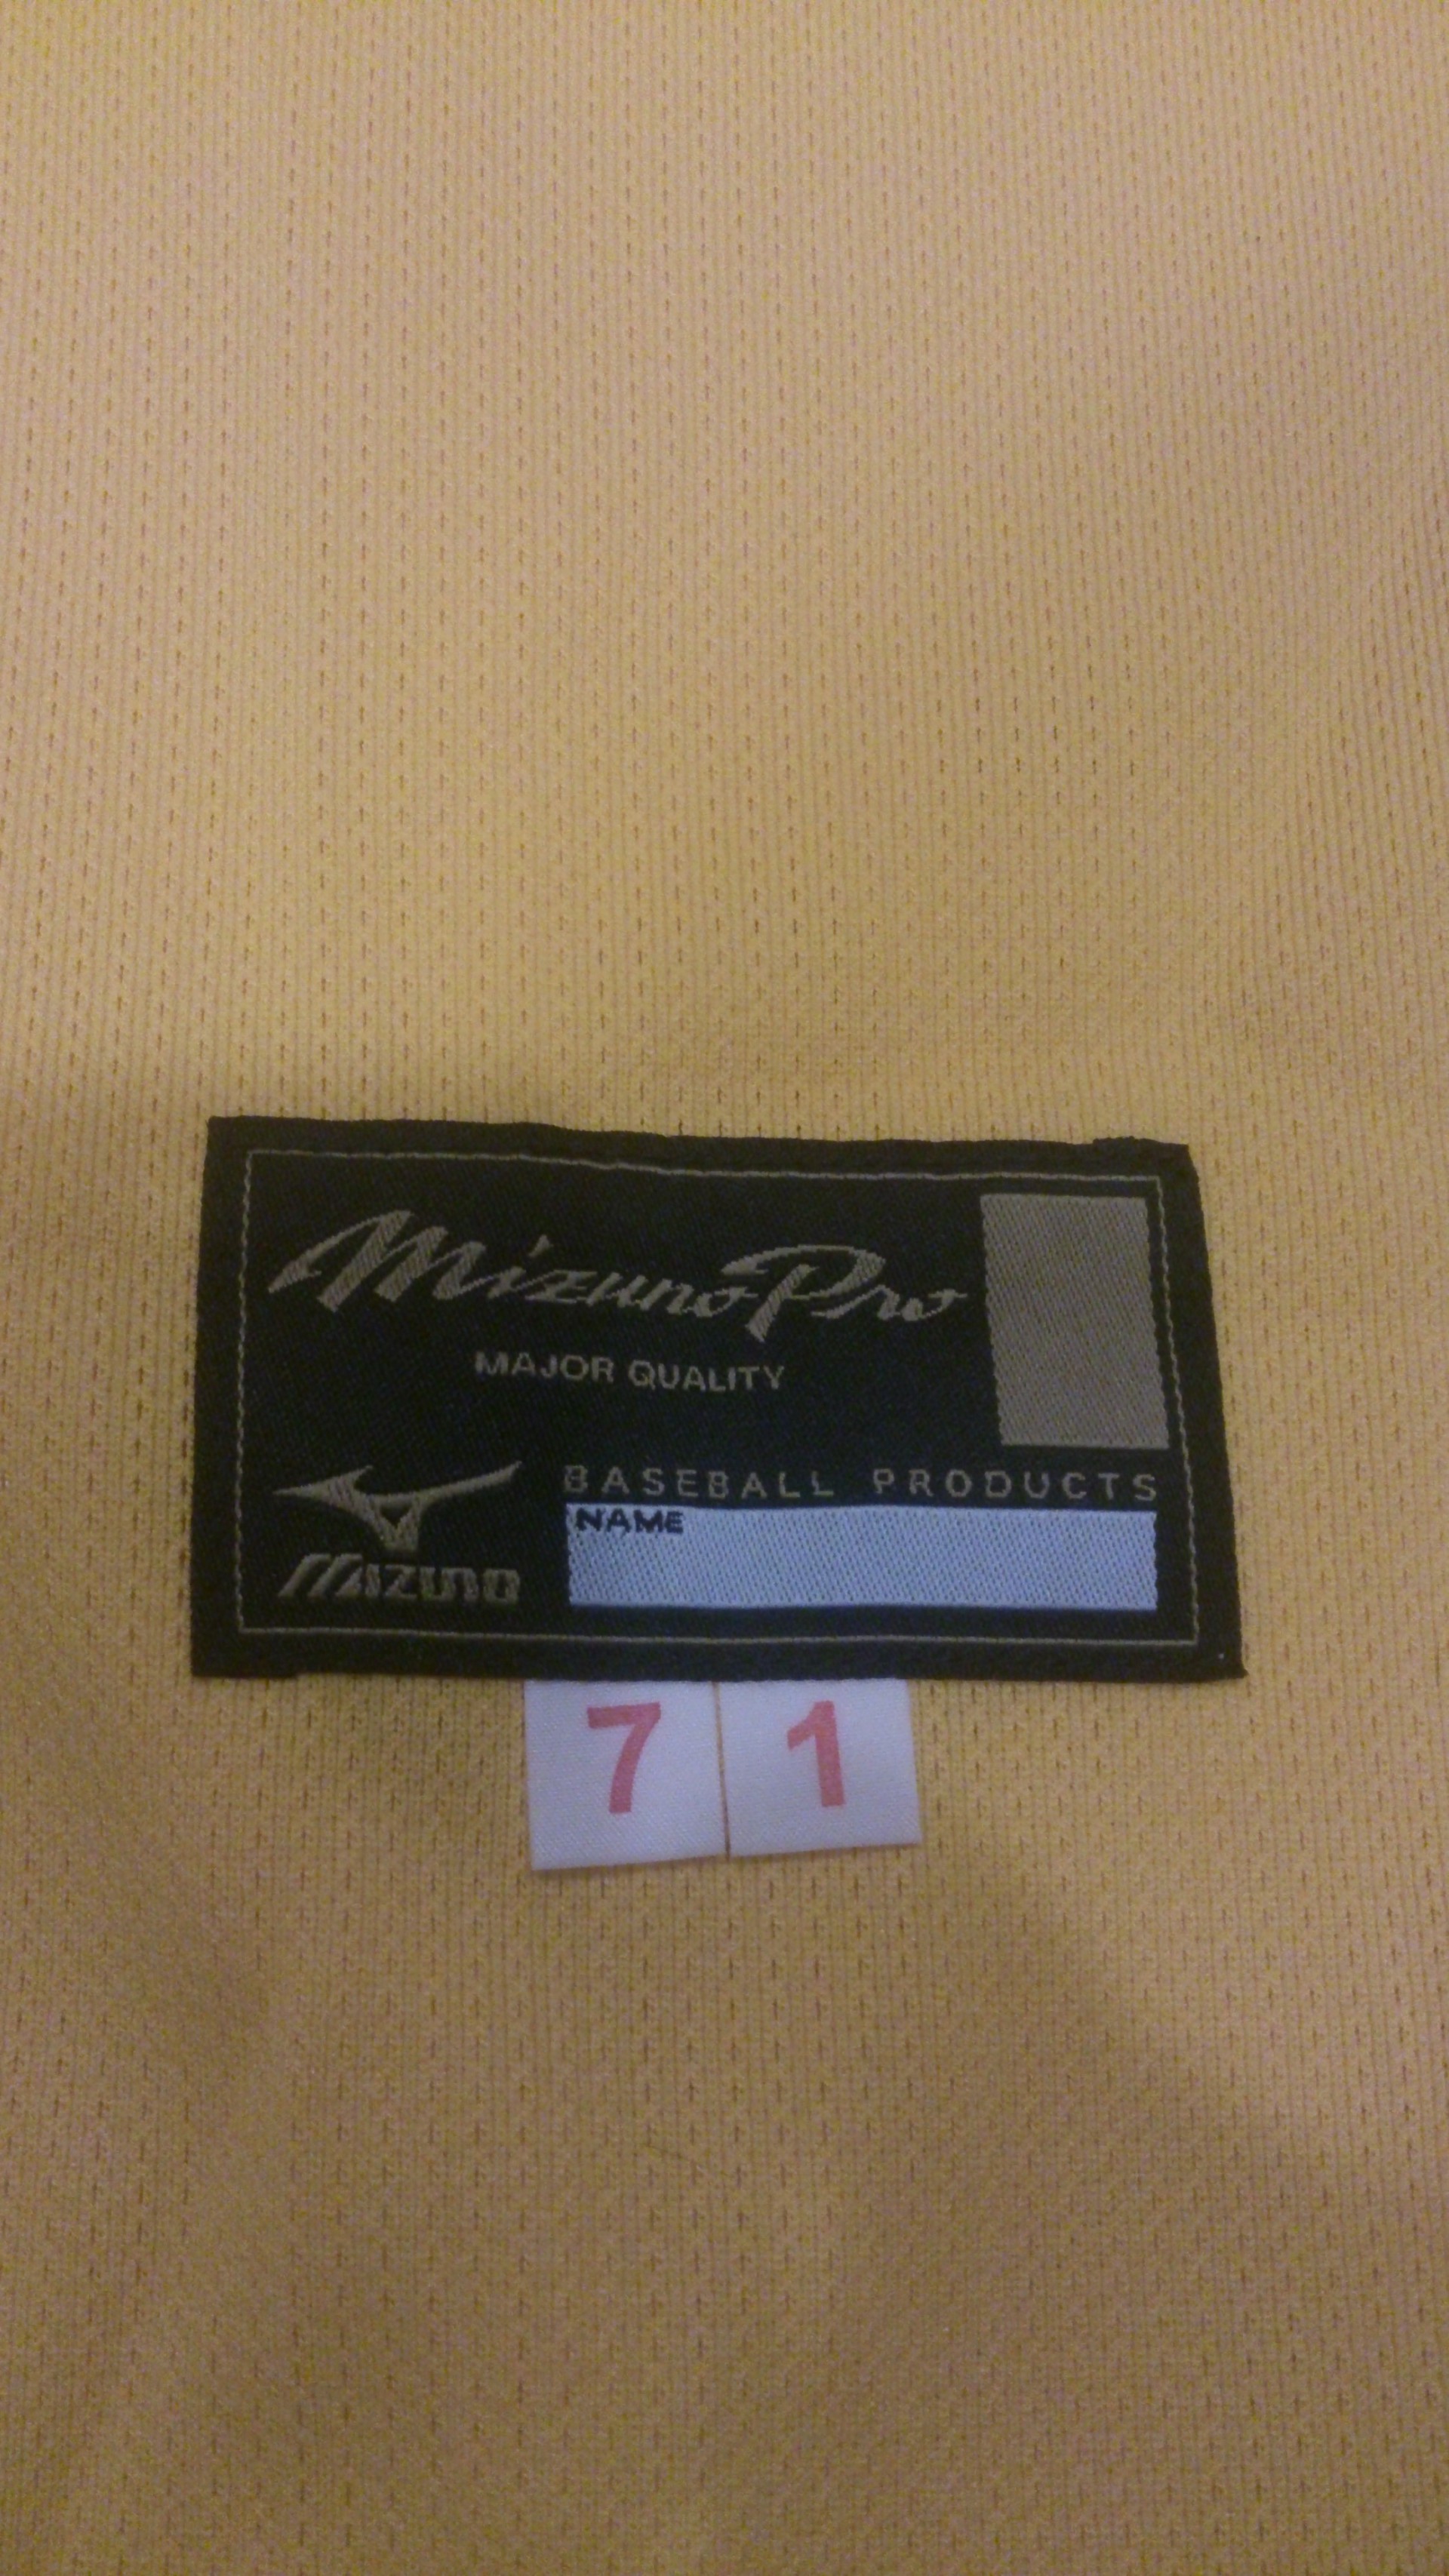 Mizuno Pro
MAJOR QUALITY
BASEBALL PRODUCTS
NAME
MIZUNO
7 1